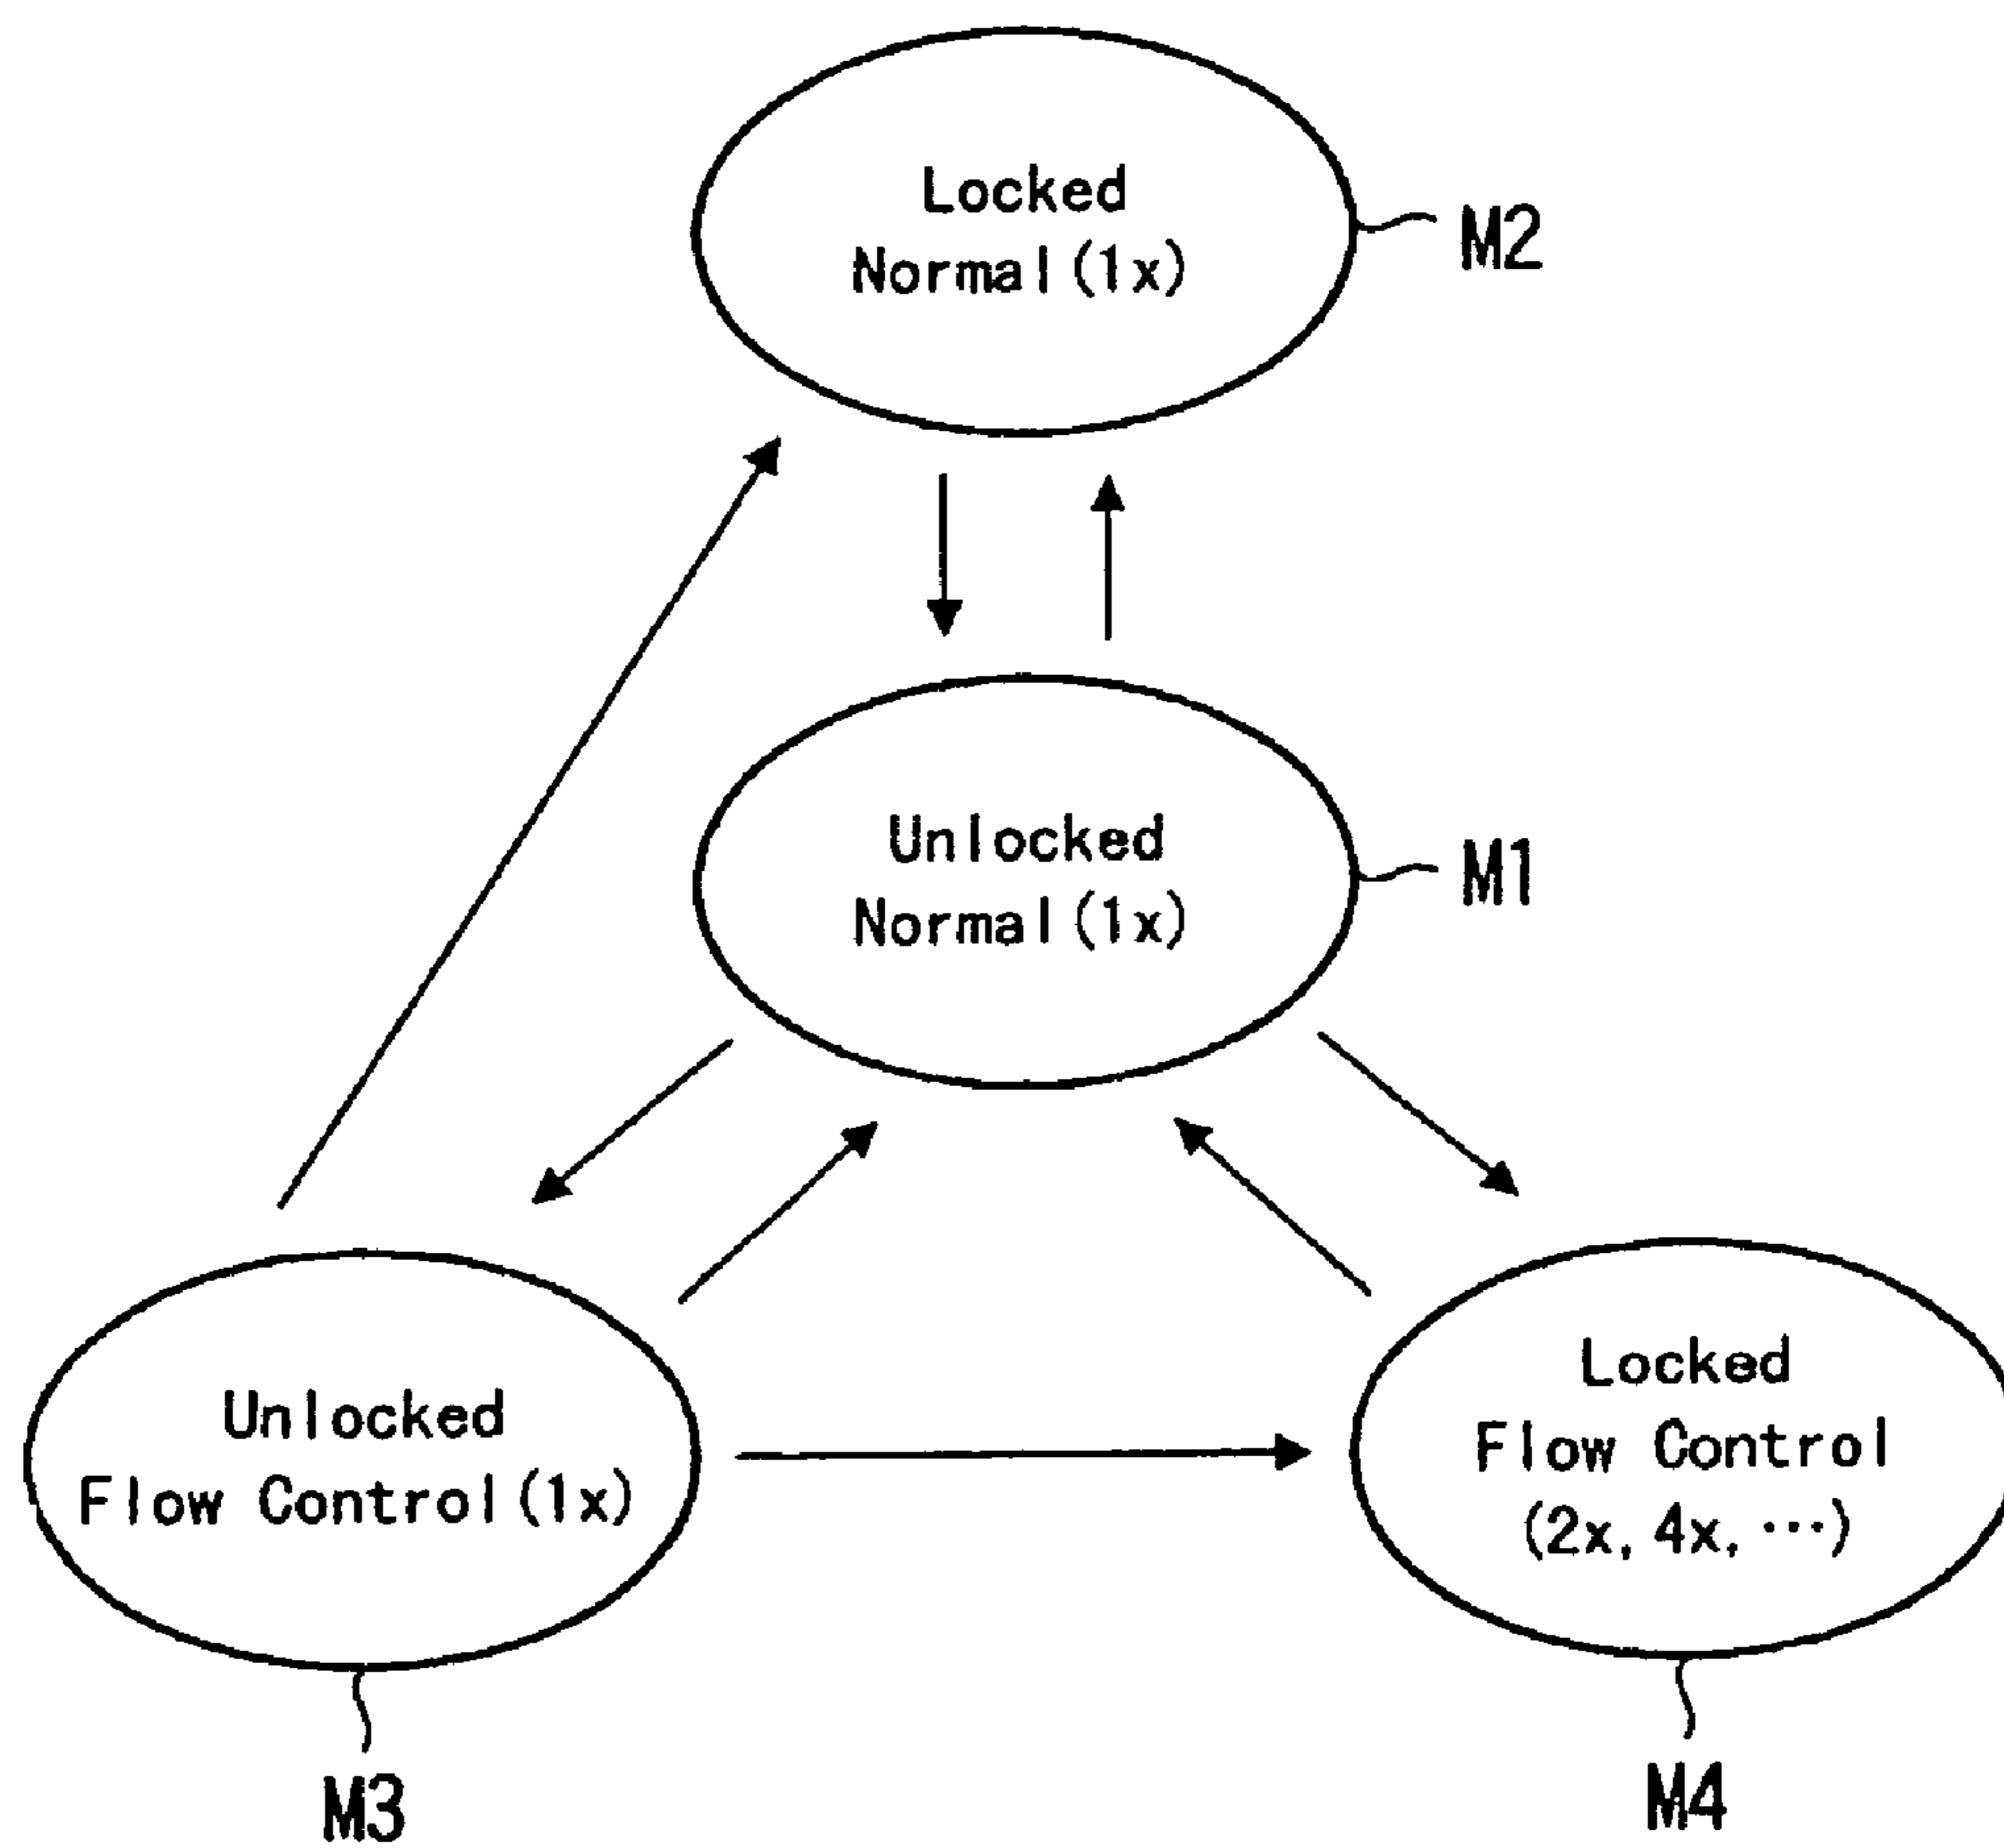 Locked
Normal(1x)
M2
Unlocked
Normal(1x)
M1
Unlocked
Flow Control(1x)
M3
Locked
Flow Control
(2x, 4x, ···)
M4